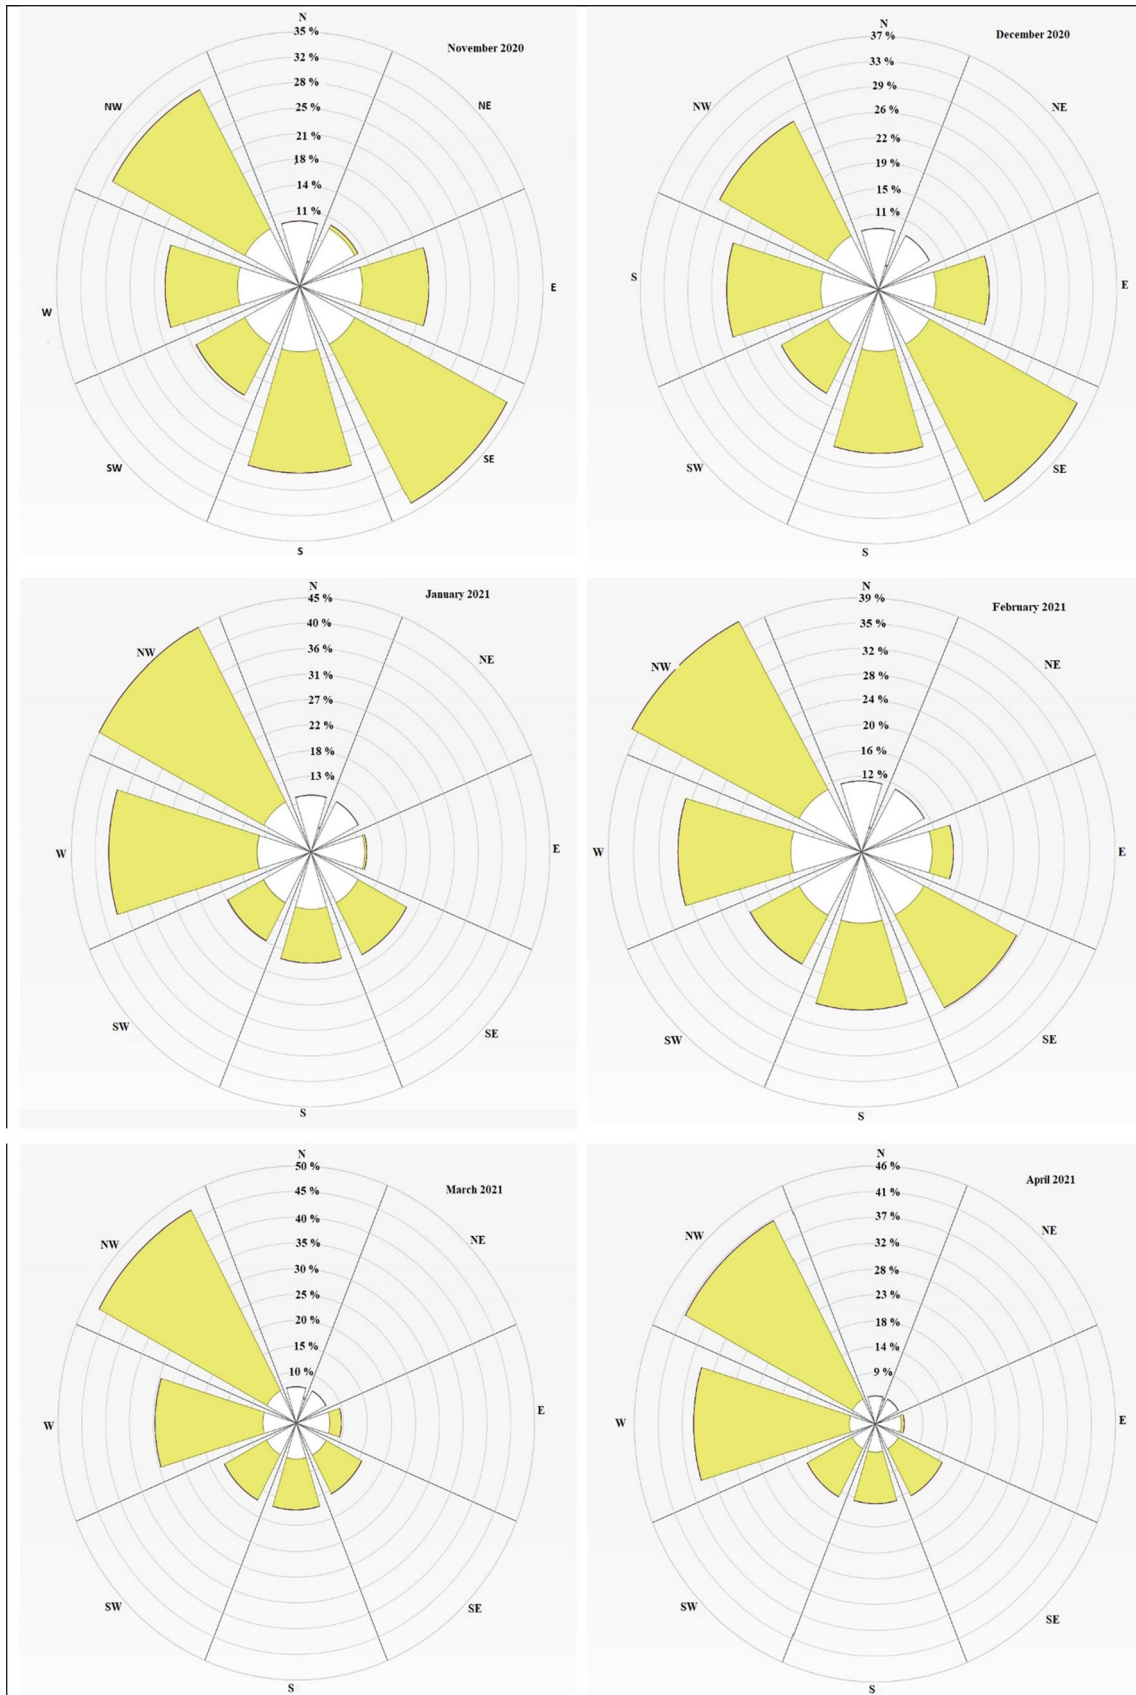 N
35 %
November 2020
32 %
28 %
NW
NE
25 %
21 %
18 %
14 %
11 %
E
W
SE
SW
S
N
37 %
December 2020
33 %
29 %
NW
NE
26 %
22 %
19 %
15 %
11 %
S
E
SW
SE
S
N
45 %
January 2021
40 %
36 %
NW
NE
31 %
27 %
22 %
18 %
13 %
W
E
SW
SE
S
N
39 %
February 2021
35 %
32 %
NW
NE
28 %
24 %
20 %
16 %
12 %
W
E
SW
SE
S
N
50 %
March 2021
45 %
40 %
NW
NE
35 %
30 %
25 %
20 %
15 %
10 %
W
E
SW
SE
S
N
46 %
April 2021
41 %
37 %
NW
NE
32 %
28 %
23 %
18 %
14 %
9 %
W
E
SW
SE
S